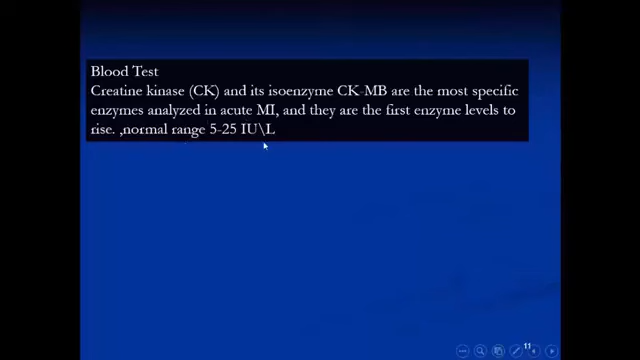 Blood Test
Creatine kinase (CK) and its isoenzyme CK-MB are the most specific
enzymes analyzed in acute MI, and they are the first enzyme levels to
rise. ,normal range 5-25 IU\L
11